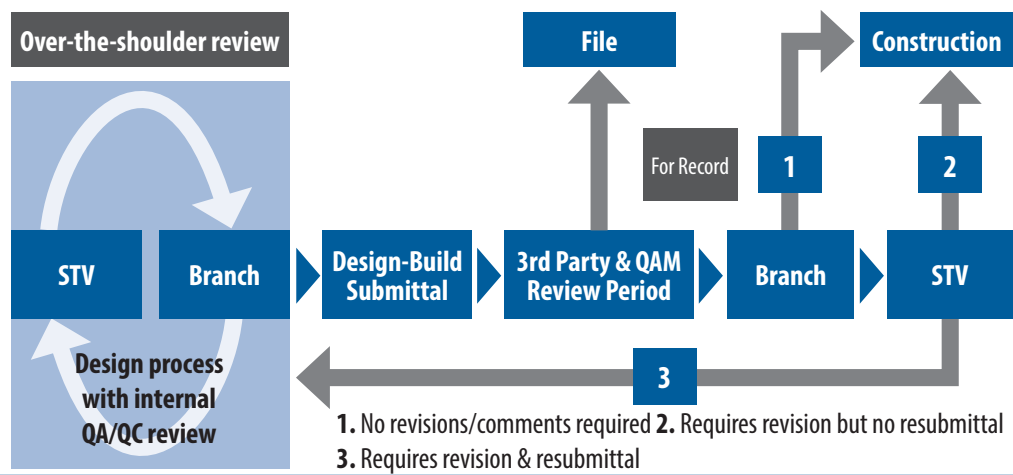 Over-the-shoulder review
File
Construction
For Record
1
2
STV
Branch
Design-Build
Submittal
3rd Party & QAM
Review Period
Branch
STV
Design process
with internal
QA/QC review
3
1. No revisions/comments required 2. Requires revision but no resubmittal
3. Requires revision & resubmittal